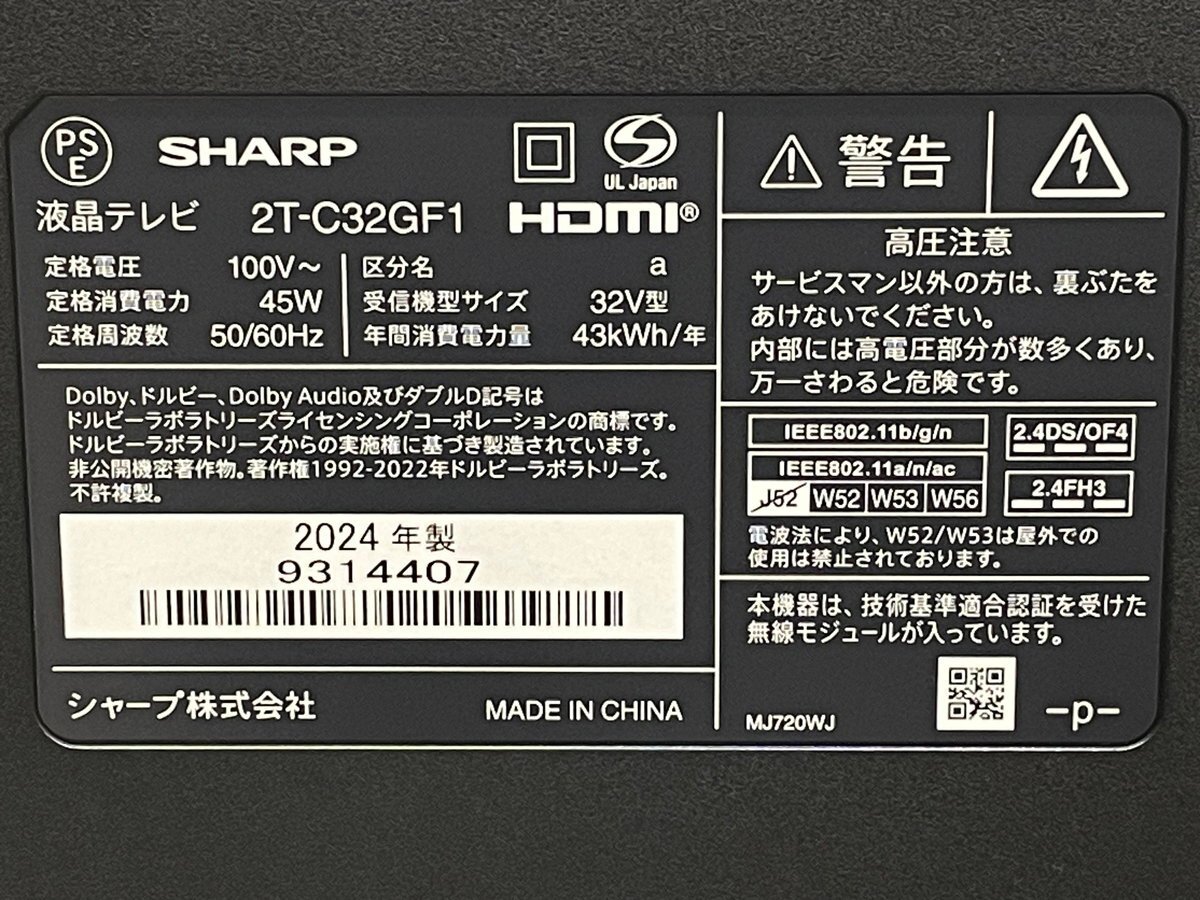 PS
E
SHARP
UL Japan
液晶テレビ 2T-C32GF1 HDMI®
定格電圧 100V～
定格消費電力 45W
定格周波数 50/60Hz
区分名 a
受信機型サイズ 32V型
年間消費電力量 43kWh/年
Dolby、ドルビー、Dolby Audio及びダブルD記号は
ドルビーラボラトリーズライセンシングコーポレーションの商標です。
ドルビーラボラトリーズからの実施権に基づき製造されています。
非公開機密著作物。著作権1992-2022年ドルビーラボラトリーズ。
不許複製。
2024 年製
9314407
シャープ株式会社 MADE IN CHINA
警告
高圧注意
サービスマン以外の方は、裏ぶたを
あけないでください。
内部には高電圧部分が数多くあり、
万一さわると危険です。
IEEE802.11b/g/n
IEEE802.11a/n/ac
J52 W52 W53 W56
2.4DS/OF4
2.4FH3
電波法により、W52/W53は屋外での
使用は禁止されております。
本機器は、技術基準適合認証を受けた
無線モジュールが入っています。
MJ720WJ
-p-